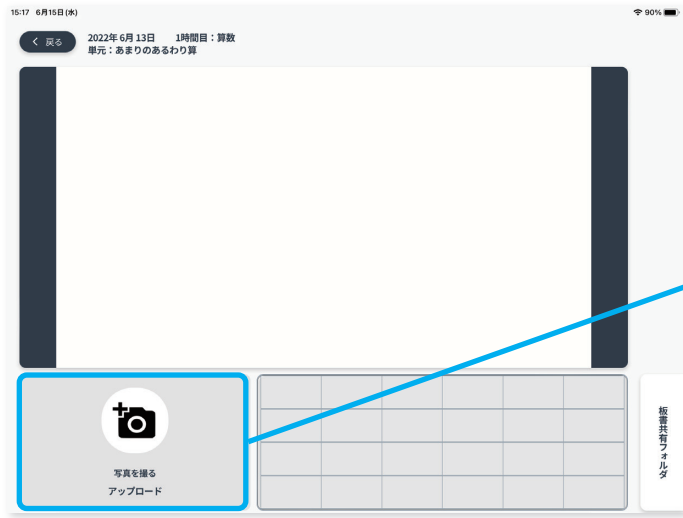 15:17 6月15日(水)
90%
戻る
2022年6月13日 1時間目:算数
単元:あまりのあるわり算
写真を撮る
アップロード
板書共有フォルダ